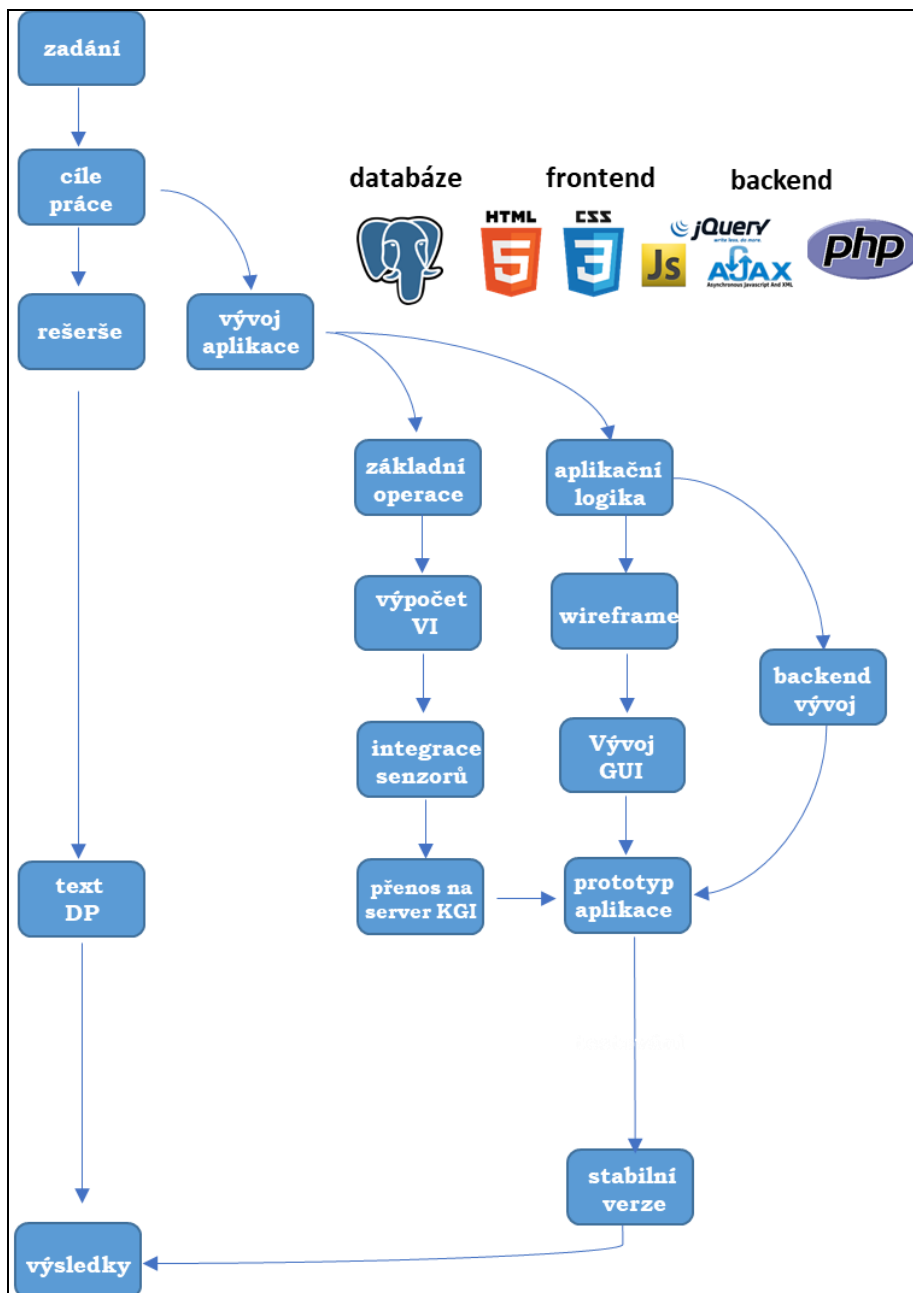 zadání
cíle
práce
databáze
frontend
backend
HTML
5
CSS
3
jQuery
write less, do more.
JS
AJAX
Asynchronous Javascript And XML
php
rešerše
vývoj
aplikace
základní
operace
aplikační
logika
výpočet
VI
wireframe
backend
vývoj
integrace
senzorů
Vývoj
GUI
text
DP
přenos na
server KGI
prototyp
aplikace
stabilní
verze
výsledky